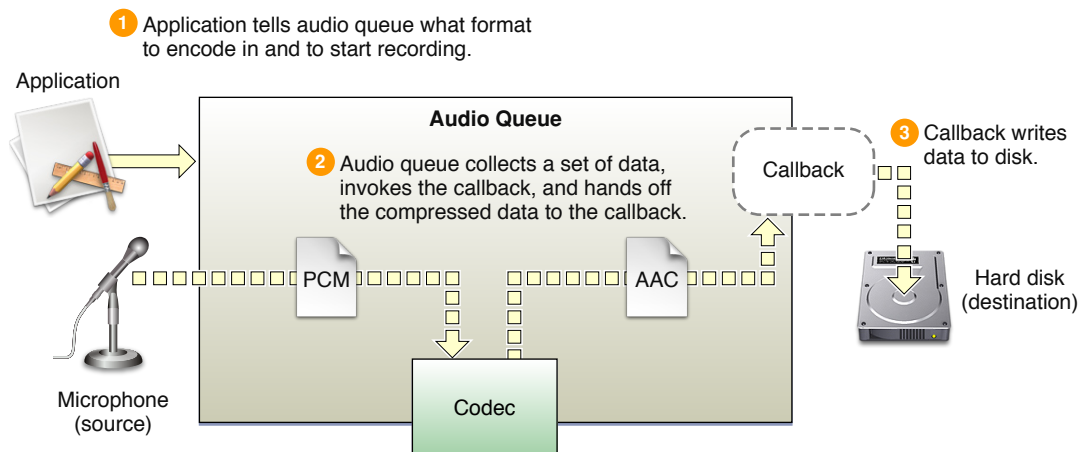 1 Application tells audio queue what format
to encode in and to start recording.
Application
Audio Queue
2 Audio queue collects a set of data,
invokes the callback, and hands off
the compressed data to the callback.
Callback
3 Callback writes
data to disk.
PCM
AAC
Hard disk
(destination)
Microphone
(source)
Codec